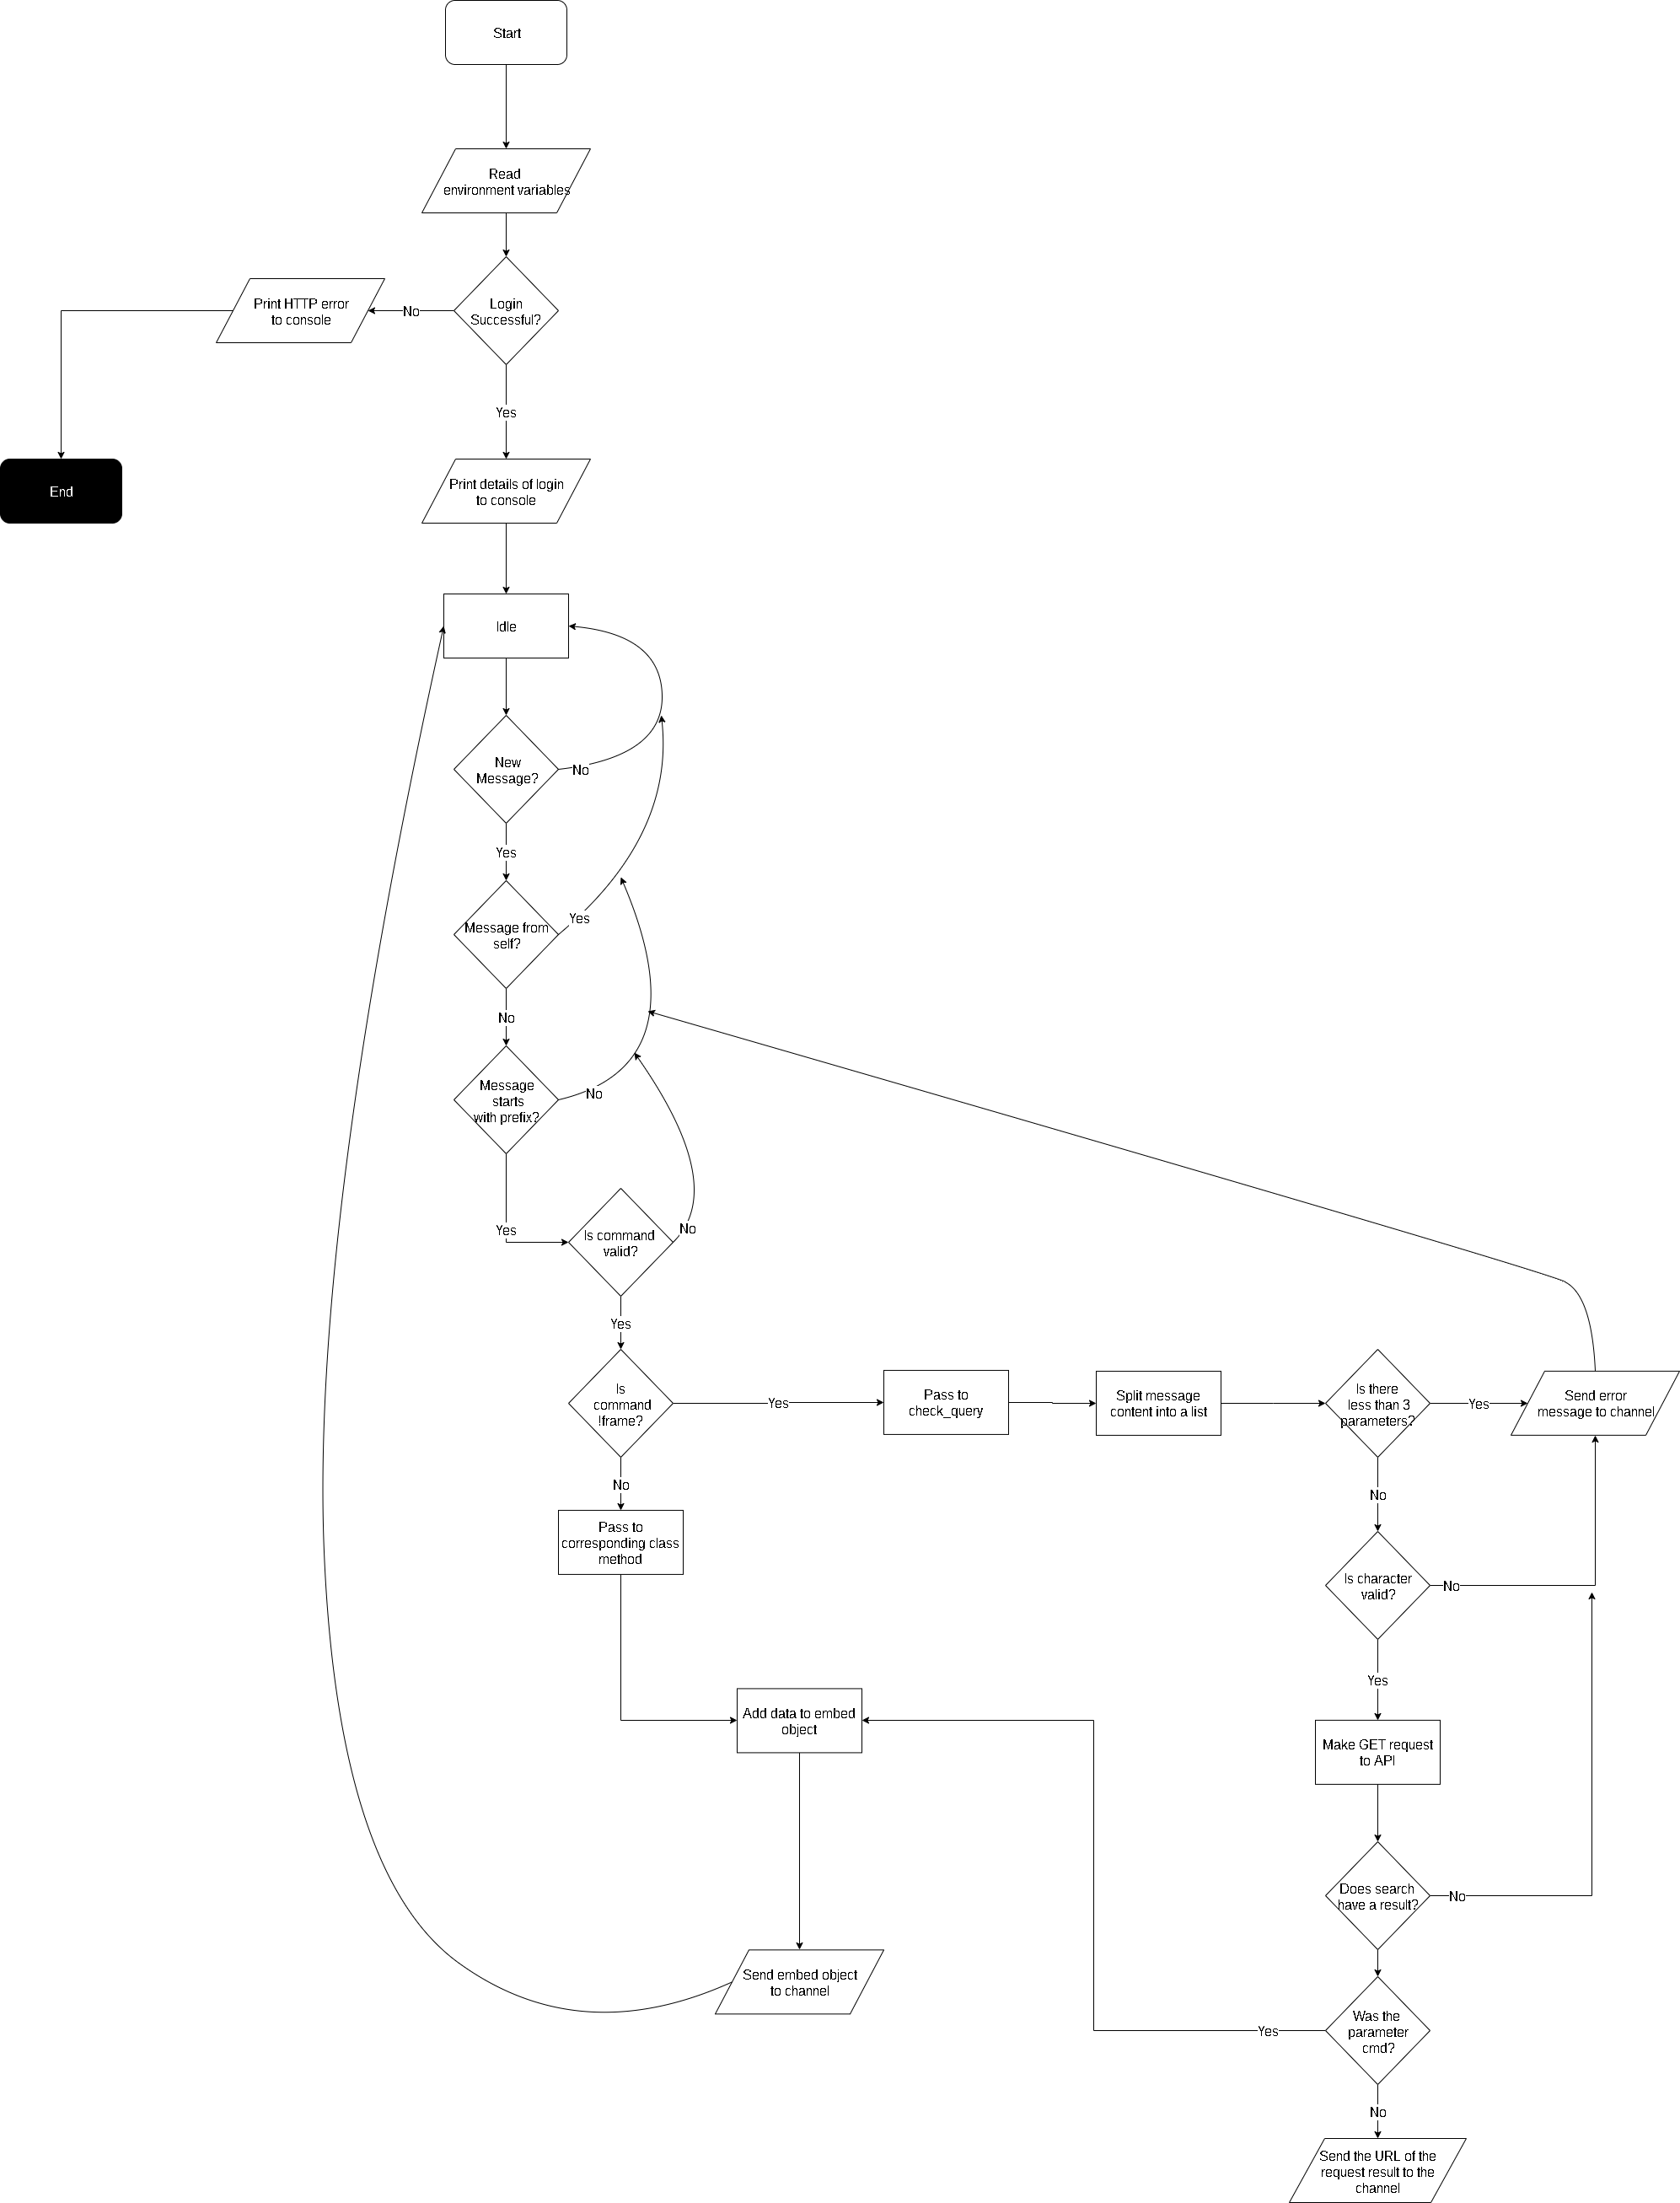 Start
Read
environment variables
Login
Successful?
No
Print HTTP error
to console
Yes
End
Print details of login
to console
Idle
New
Message?
No
Yes
Message from
self?
Yes
No
Message
starts
with prefix?
No
Yes
Is command
valid?
No
Yes
Is
command
!frame?
Yes
Pass to
check_query
Split message
content into a list
Is there
less than 3
parameters?
Yes
Send error
message to channel
No
Pass to
corresponding class
method
No
Is character
valid?
No
Yes
Add data to embed
object
Make GET request
to API
Does search
have a result?
No
Send embed object
to channel
Was the
parameter
cmd?
Yes
No
Send the URL of the
request result to the
channel